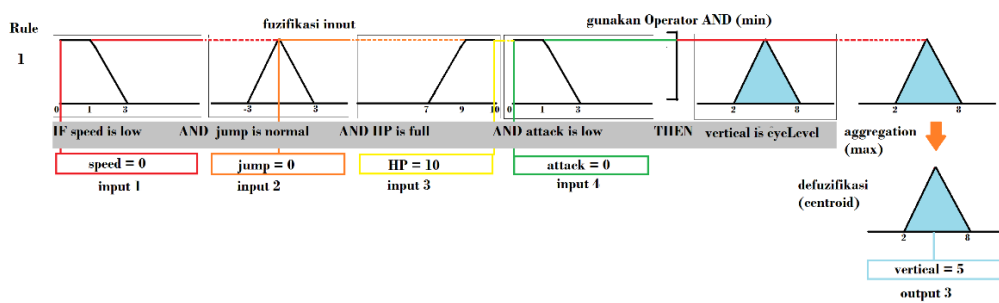 Rule
1
fuzifikasi input
gunakan Operator AND (min)
0 1 3
-3 3
7 9 10
0 1 3
2 8
2 8
IF speed is low AND jump is normal AND HP is full AND attack is low THEN vertical is eyeLevel
speed = 0
jump = 0
HP = 10
attack = 0
input 1
input 2
input 3
input 4
aggregation
(max)
defuzifikasi
(centroid)
2 8
vertical = 5
output 3